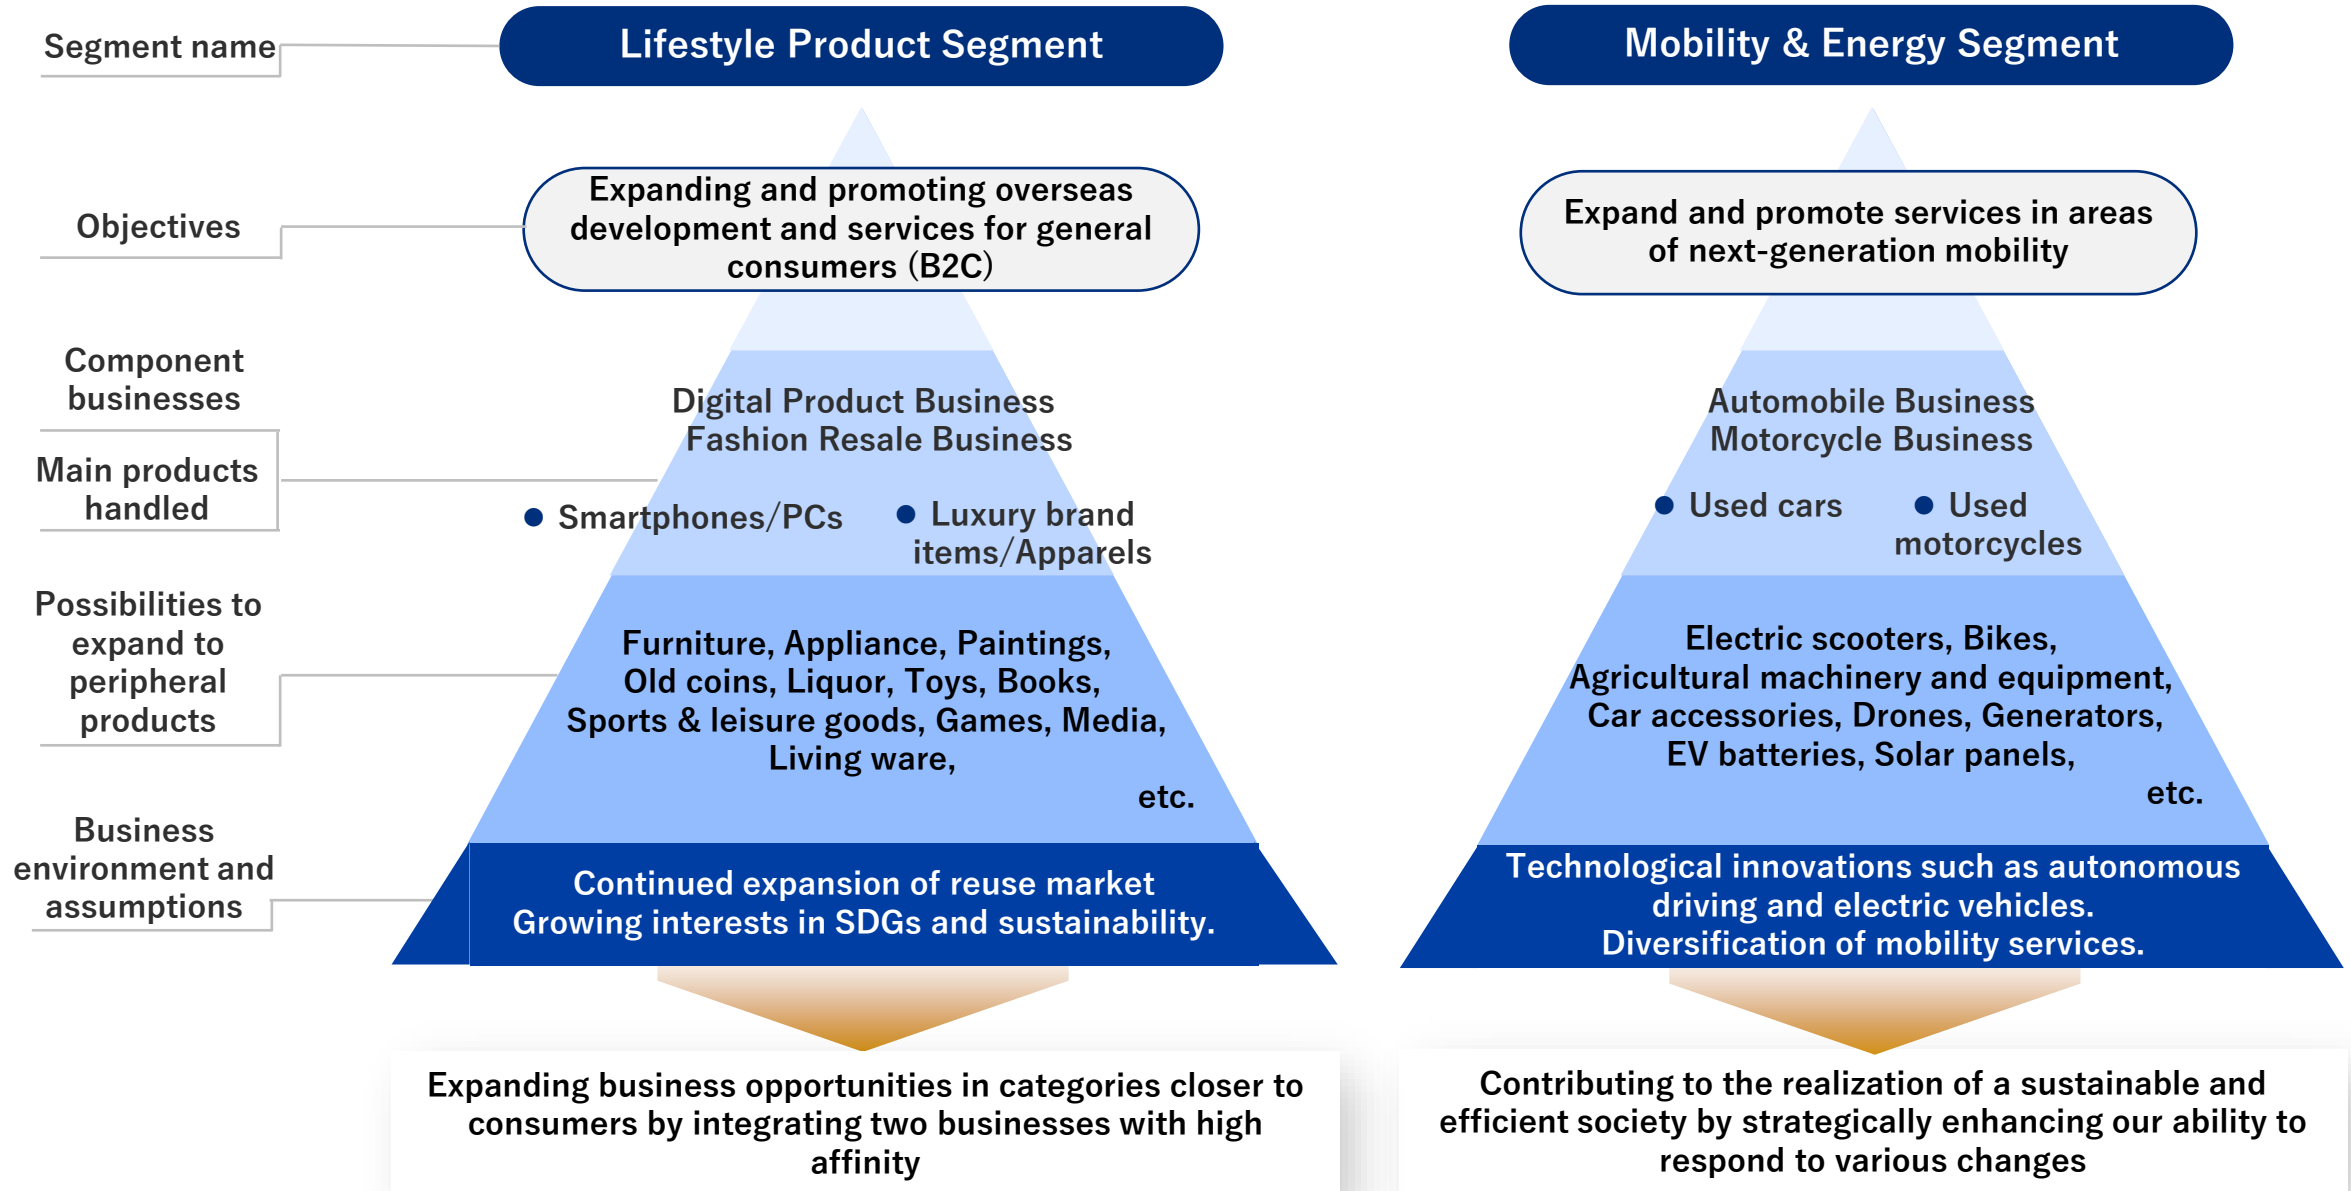 Segment name
Lifestyle Product Segment
Mobility & Energy Segment
Objectives
Expanding and promoting overseas
development and services for general
consumers (B2C)
Expand and promote services in areas
of next-generation mobility
Component
businesses
Main products
handled
Digital Product Business
Fashion Resale Business
● Smartphones/PCs
● Luxury brand
items/Apparels
Automobile Business
Motorcycle Business
● Used cars
● Used
motorcycles
Possibilities to
expand to
peripheral
products
Furniture, Appliance, Paintings,
Old coins, Liquor, Toys, Books,
Sports & leisure goods, Games, Media,
Living ware,
etc.
Electric scooters, Bikes,
Agricultural machinery and equipment,
Car accessories, Drones, Generators,
EV batteries, Solar panels,
etc.
Business
environment and
assumptions
Continued expansion of reuse market
Growing interests in SDGs and sustainability.
Technological innovations such as autonomous
driving and electric vehicles.
Diversification of mobility services.
Expanding business opportunities in categories closer to
consumers by integrating two businesses with high
affinity
Contributing to the realization of a sustainable and
efficient society by strategically enhancing our ability to
respond to various changes